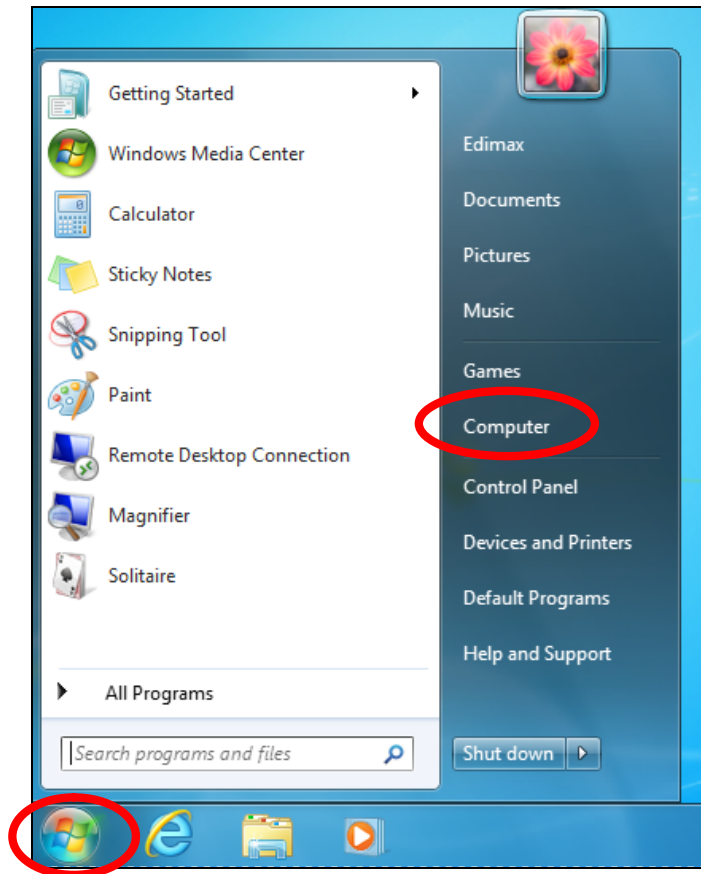 Getting Started
Windows Media Center
Calculator
Sticky Notes
Snipping Tool
Paint
Remote Desktop Connection
Magnifier
Solitaire
All Programs
Search programs and files
Edimax
Documents
Pictures
Music
Games
Computer
Control Panel
Devices and Printers
Default Programs
Help and Support
Shut down